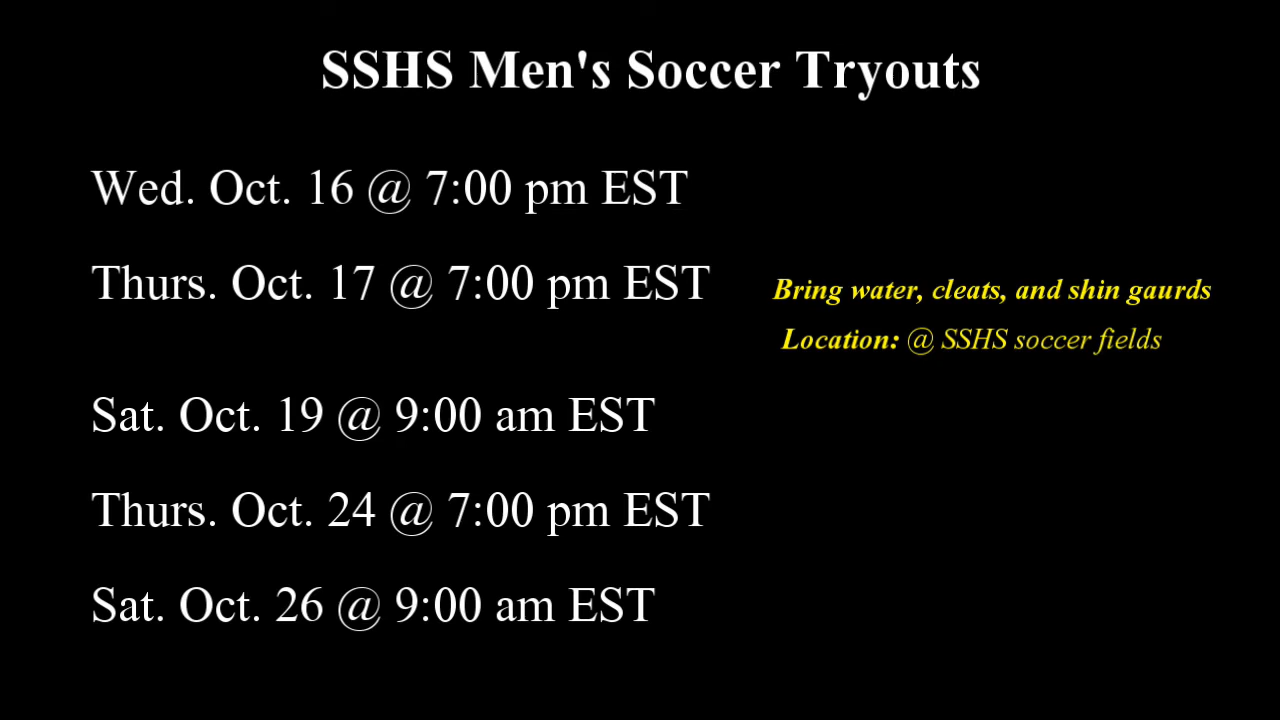 SSHS Men's Soccer Tryouts
Wed. Oct. 16 @ 7:00 pm EST
Thurs. Oct. 17 @ 7:00 pm EST
Bring water, cleats, and shin gaurds
Location: @ SSHS soccer fields
Sat. Oct. 19 @ 9:00 am EST
Thurs. Oct. 24 @ 7:00 pm EST
Sat. Oct. 26 @ 9:00 am EST